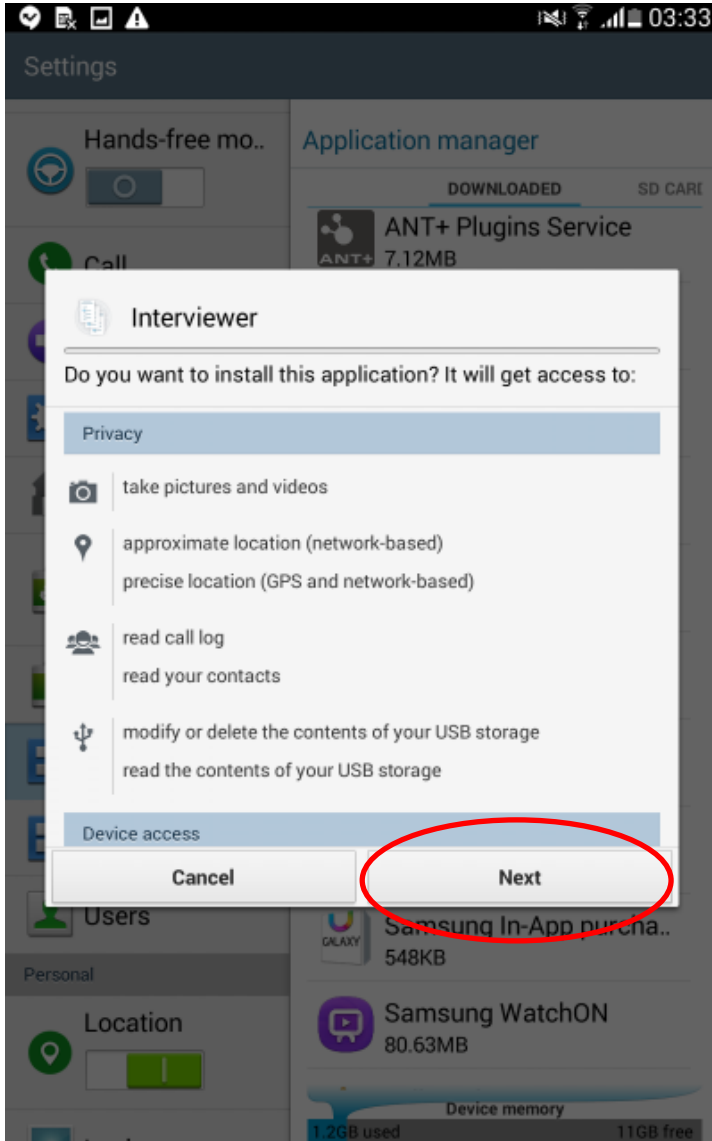 03:33
Settings
Hands-free mo..
Application manager
DOWNLOADED
SD CARD
ANT+ Plugins Service
ANT+
7.12MB
Call
Interviewer
Do you want to install this application? It will get access to:
Privacy
take pictures and videos
approximate location (network-based)
precise location (GPS and network-based)
read call log
read your contacts
modify or delete the contents of your USB storage
read the contents of your USB storage
Device access
Cancel
Next
Users
Samsung In-App purcha..
GALAXY
548KB
Personal
Location
Samsung WatchON
80.63MB
Device memory
1.2GB used
11GB free